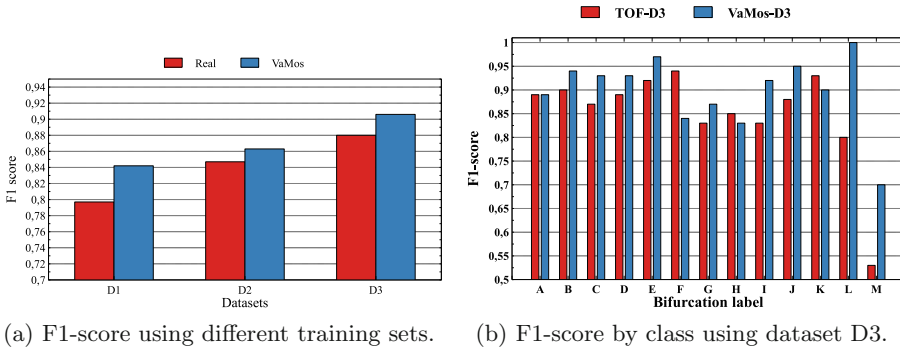 Real VaMos
0,94
0,92
0,9
0,88
0,86
0,84
0,82
0,8
0,78
0,76
0,74
0,72
0,7
F1 score
D1 D2 D3
Datasets
(a) F1-score using different training sets.
TOF-D3 VaMos-D3
1
0,95
0,9
0,85
0,8
0,75
0,7
0,65
0,6
0,55
0,5
F1-score
A B C D E F G H I J K L M
Bifurcation label
(b) F1-score by class using dataset D3.